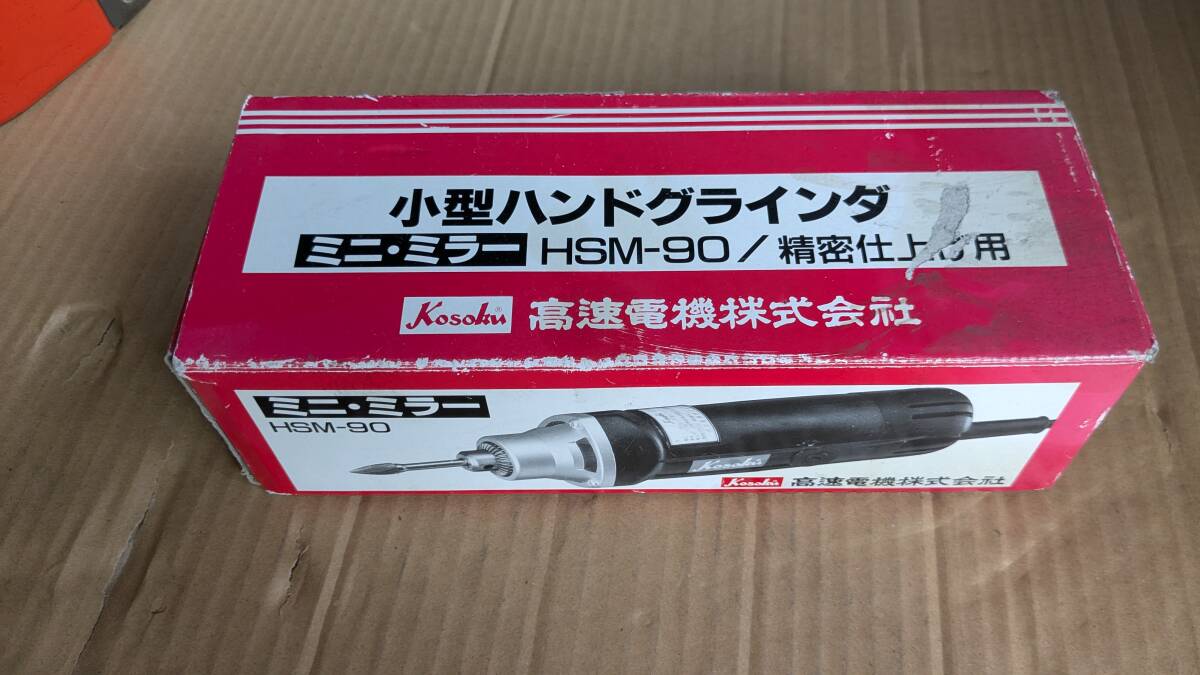 小型ハンドグラインダ
ミニ・ミラー HSM-90／精密仕上げ用
Kosoku® 高速電機株式会社
ミニ・ミラー
HSM-90
Kosoku
Kosoku 高速電機株式会社